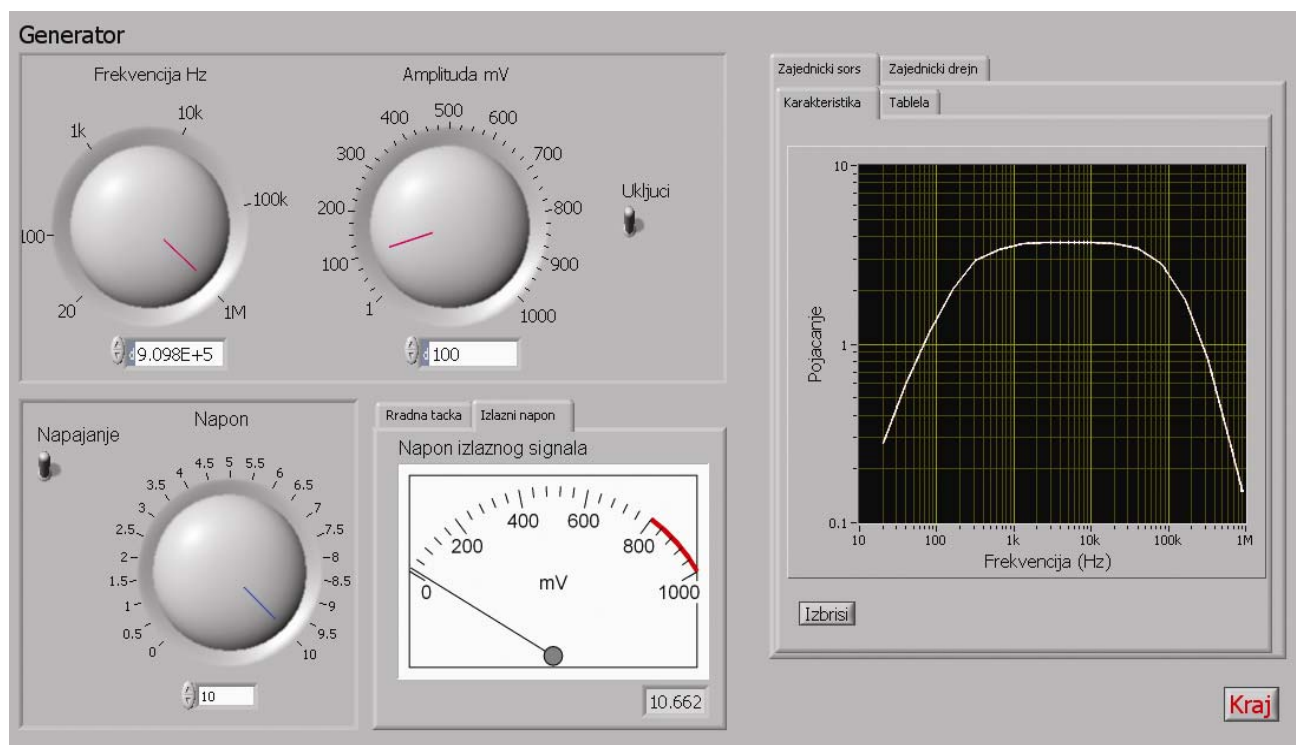 Generator
Frekvencija Hz
20
100
1k
10k
100k
1M
9.098E+5
Amplituda mV
1
100
200
300
400
500
600
700
800
900
1000
d 100
Ukljuci
Napajanje
Napon
0
0.5
1
1.5
2
2.5
3
3.5
4
4.5
5
5.5
6
6.5
7
7.5
8
8.5
9
9.5
10
10
Rradna tacka
Izlazni napon
Napon izlaznog signala
0
200
400
600
800
1000
mV
10.662
Zajednicki sors
Zajednicki drejn
Karakteristika
Tablela
Pojacanje
10
1
0.1
10
100
1k
10k
100k
1M
Frekvencija (Hz)
Izbrisi
Kraj